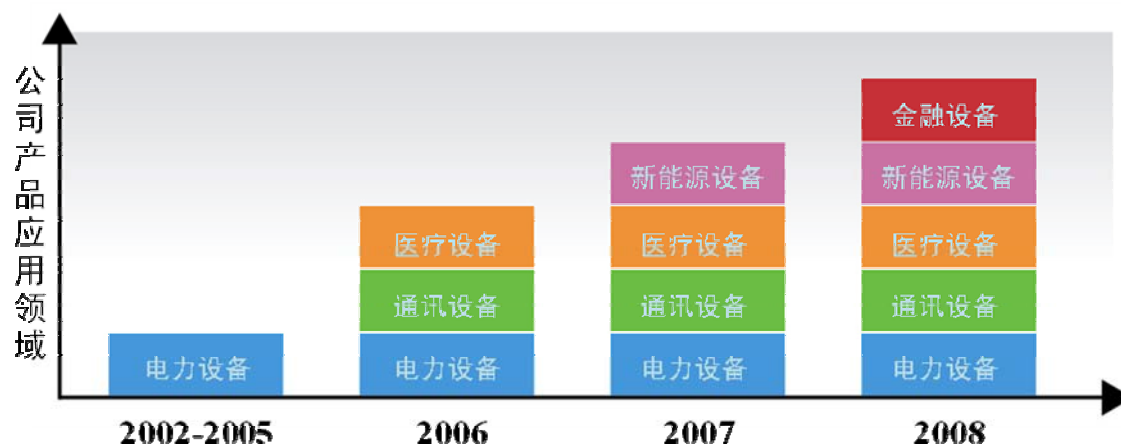 公司产品应用领域
金融设备
新能源设备 新能源设备
医疗设备 医疗设备 医疗设备
通讯设备 通讯设备 通讯设备
电力设备 电力设备 电力设备 电力设备
2002-2005 2006 2007 2008